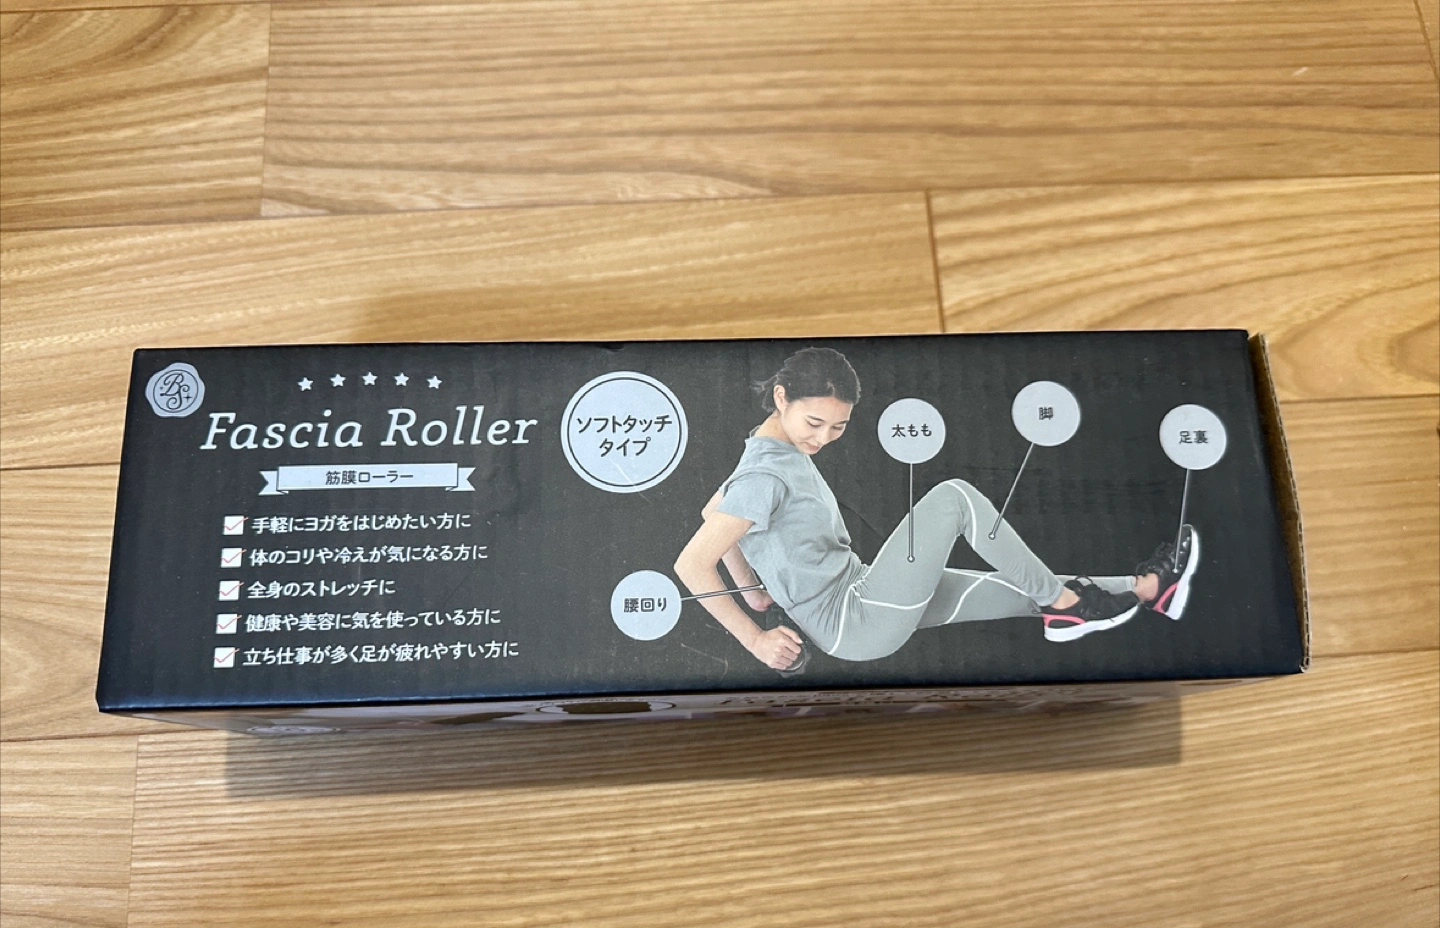 BS
Fascia Roller
筋膜ローラー
手軽にヨガをはじめたい方に
体のコリや冷えが気になる方に
全身のストレッチに
健康や美容に気を使っている方に
立ち仕事が多く足が疲れやすい方に
ソフトタッチ
タイプ
腰回り
太もも
脚
足裏